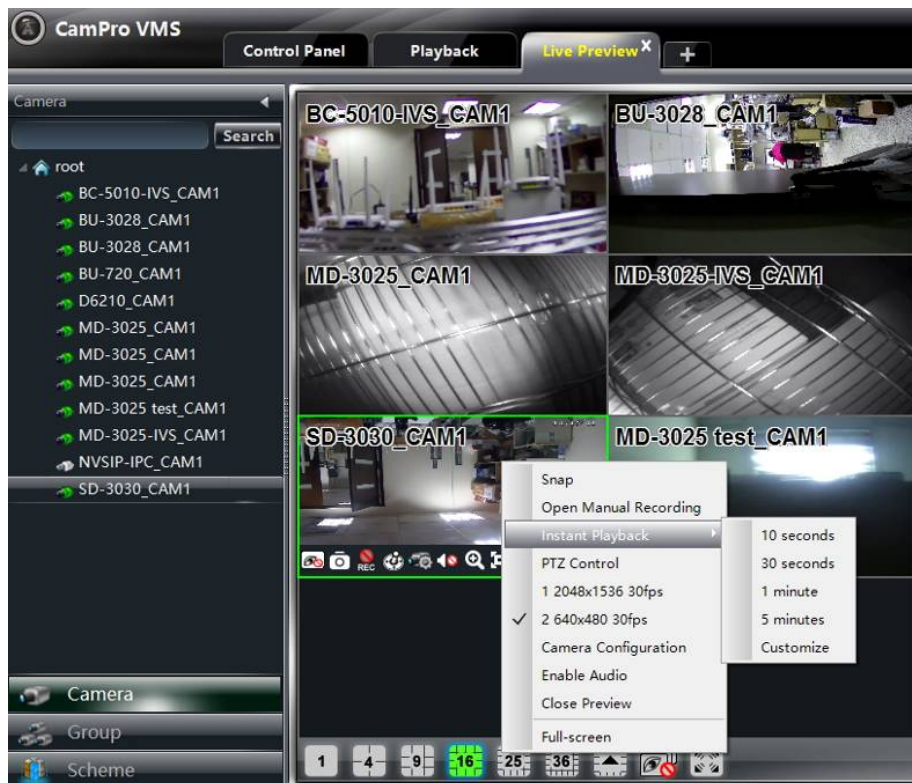 CamPro VMS
Control Panel
Playback
Live Preview X
+
Camera
Search
root
BC-5010-IVS_CAM1
BU-3028_CAM1
BU-3028_CAM1
BU-720_CAM1
D6210_CAM1
MD-3025_CAM1
MD-3025_CAM1
MD-3025_CAM1
MD-3025 test_CAM1
MD-3025-IVS_CAM1
NVSIP-IPC_CAM1
SD-3030_CAM1
Camera
Group
Scheme
BC-5010-IVS_CAM1
BU-3028_CAM1
MD-3025_CAM1
MD-3025-IVS_CAM1
SD-3030_CAM1
MD-3025 test_CAM1
REC
Snap
Open Manual Recording
Instant Playback
PTZ Control
1 2048x1536 30fps
2 640x480 30fps
Camera Configuration
Enable Audio
Close Preview
Full-screen
10 seconds
30 seconds
1 minute
5 minutes
Customize
1 4 9 16 25 36